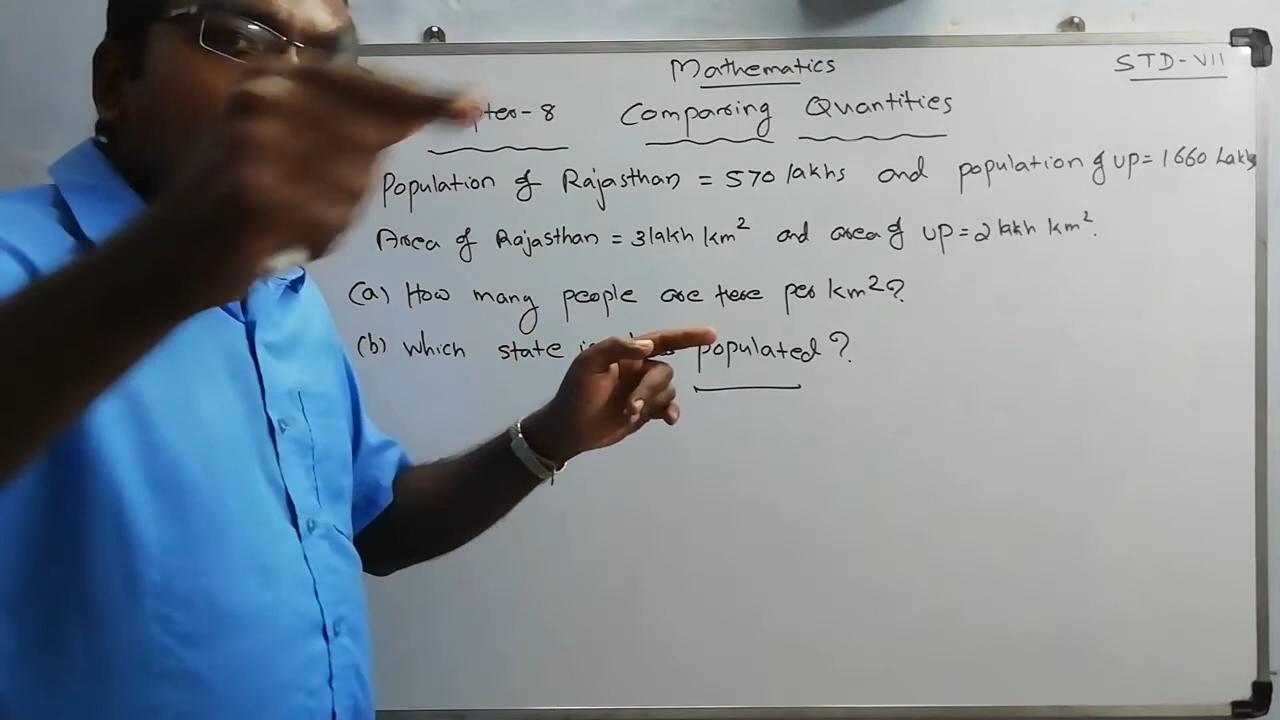 Mathematics
STD-VII
-8 Comparing Quantities
Population of Rajasthan = 570 lakhs and population of UP = 1660 Lakhs
Area of Rajasthan = 3 lakh km² and area of UP = 2 lakh km².
(a) How many people are tere per km²?
(b) which state populated?